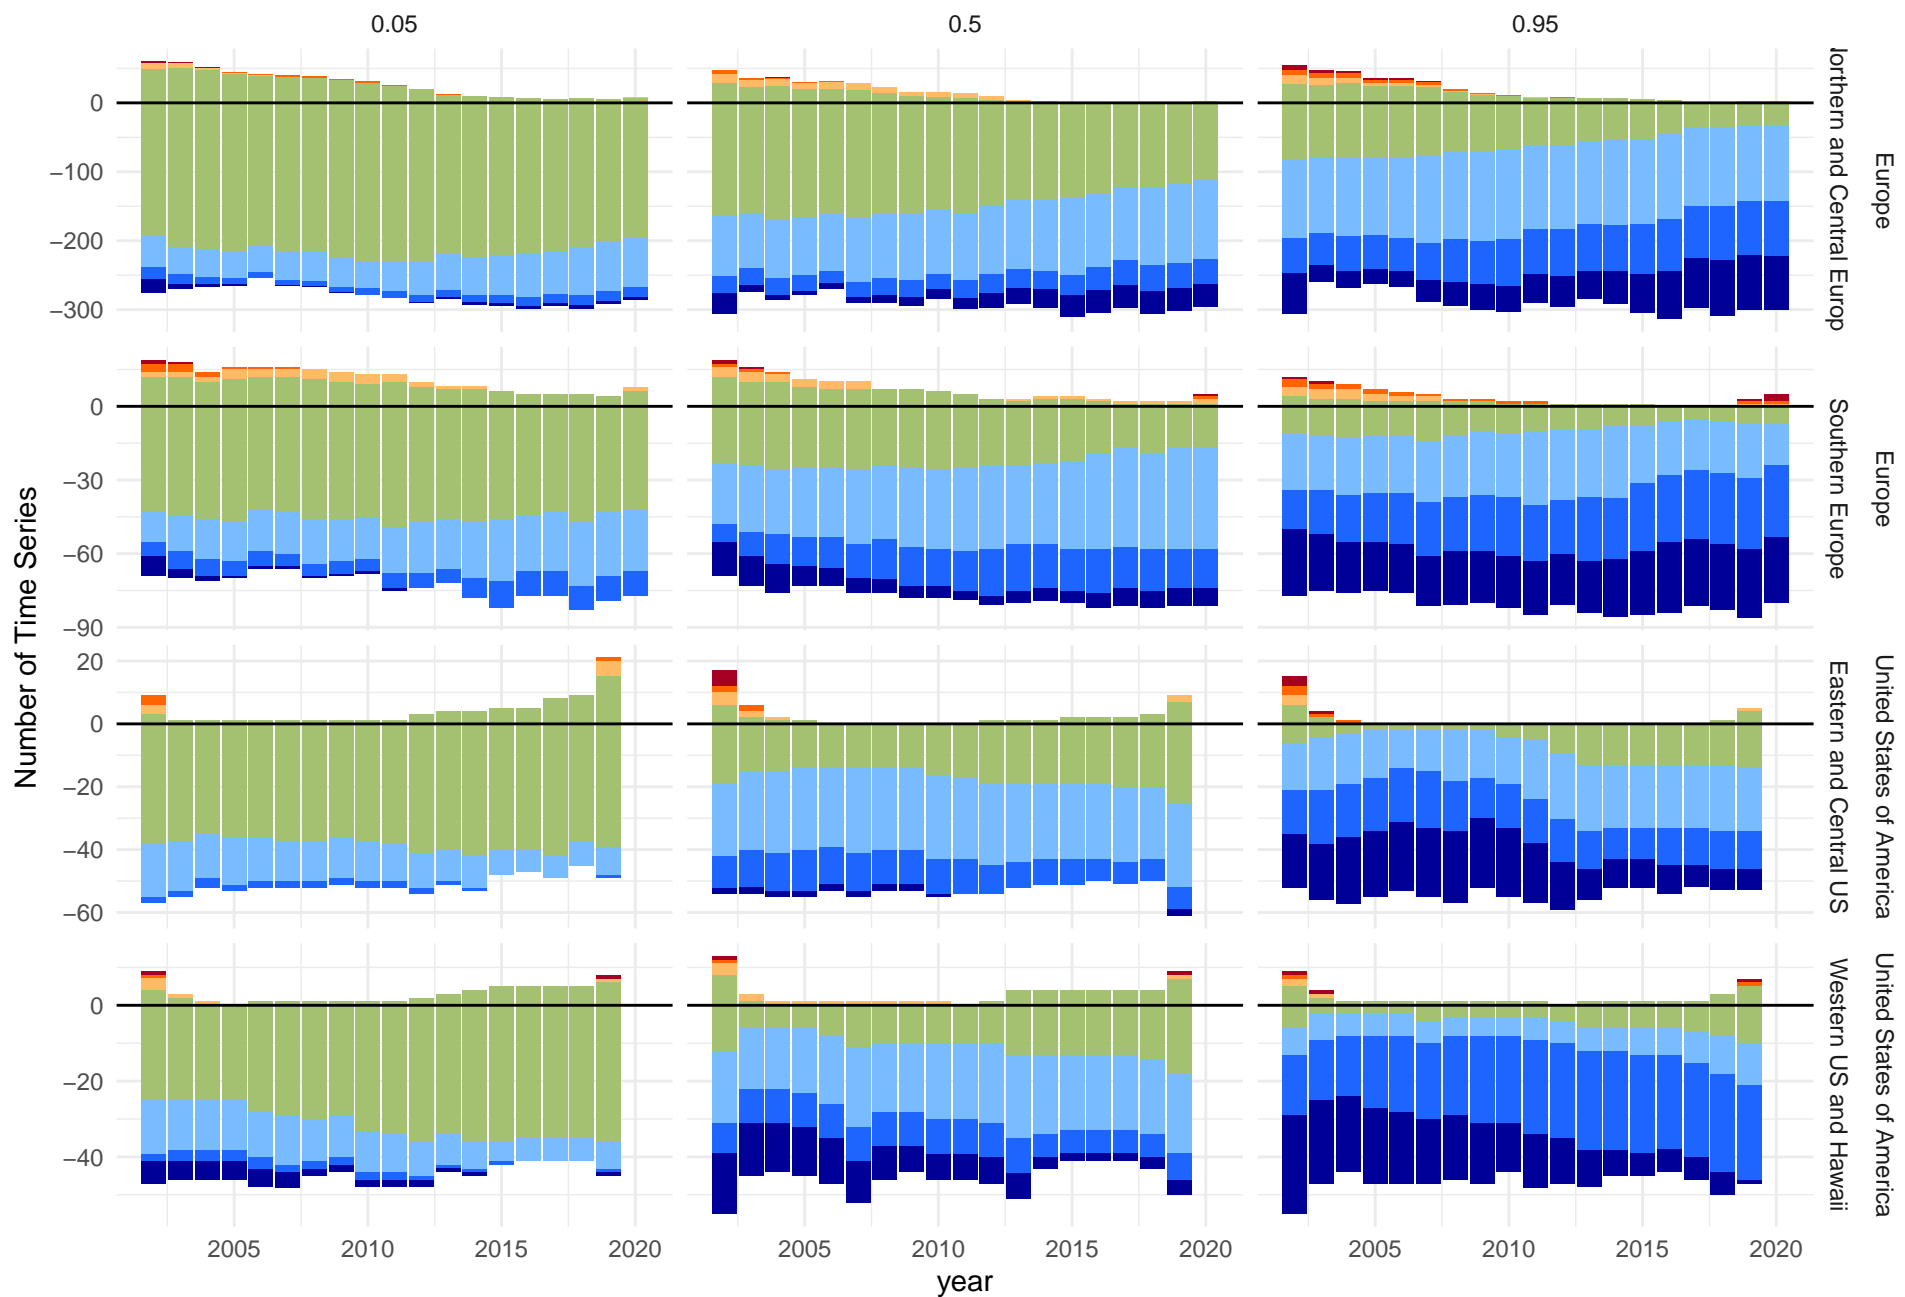 0.05 0.5 0.95
0
−100
−200
−300
orthern and Central Europ
Europe
0
−30
−60
−90
Southern Europe
Europe
20
0
−20
−40
−60
Eastern and Central US
United States of America
0
−20
−40
Western US and Hawaii
United States of America
Number of Time Series
2005 2010 2015 2020 2005 2010 2015 2020 2005 2010 2015 2020
year